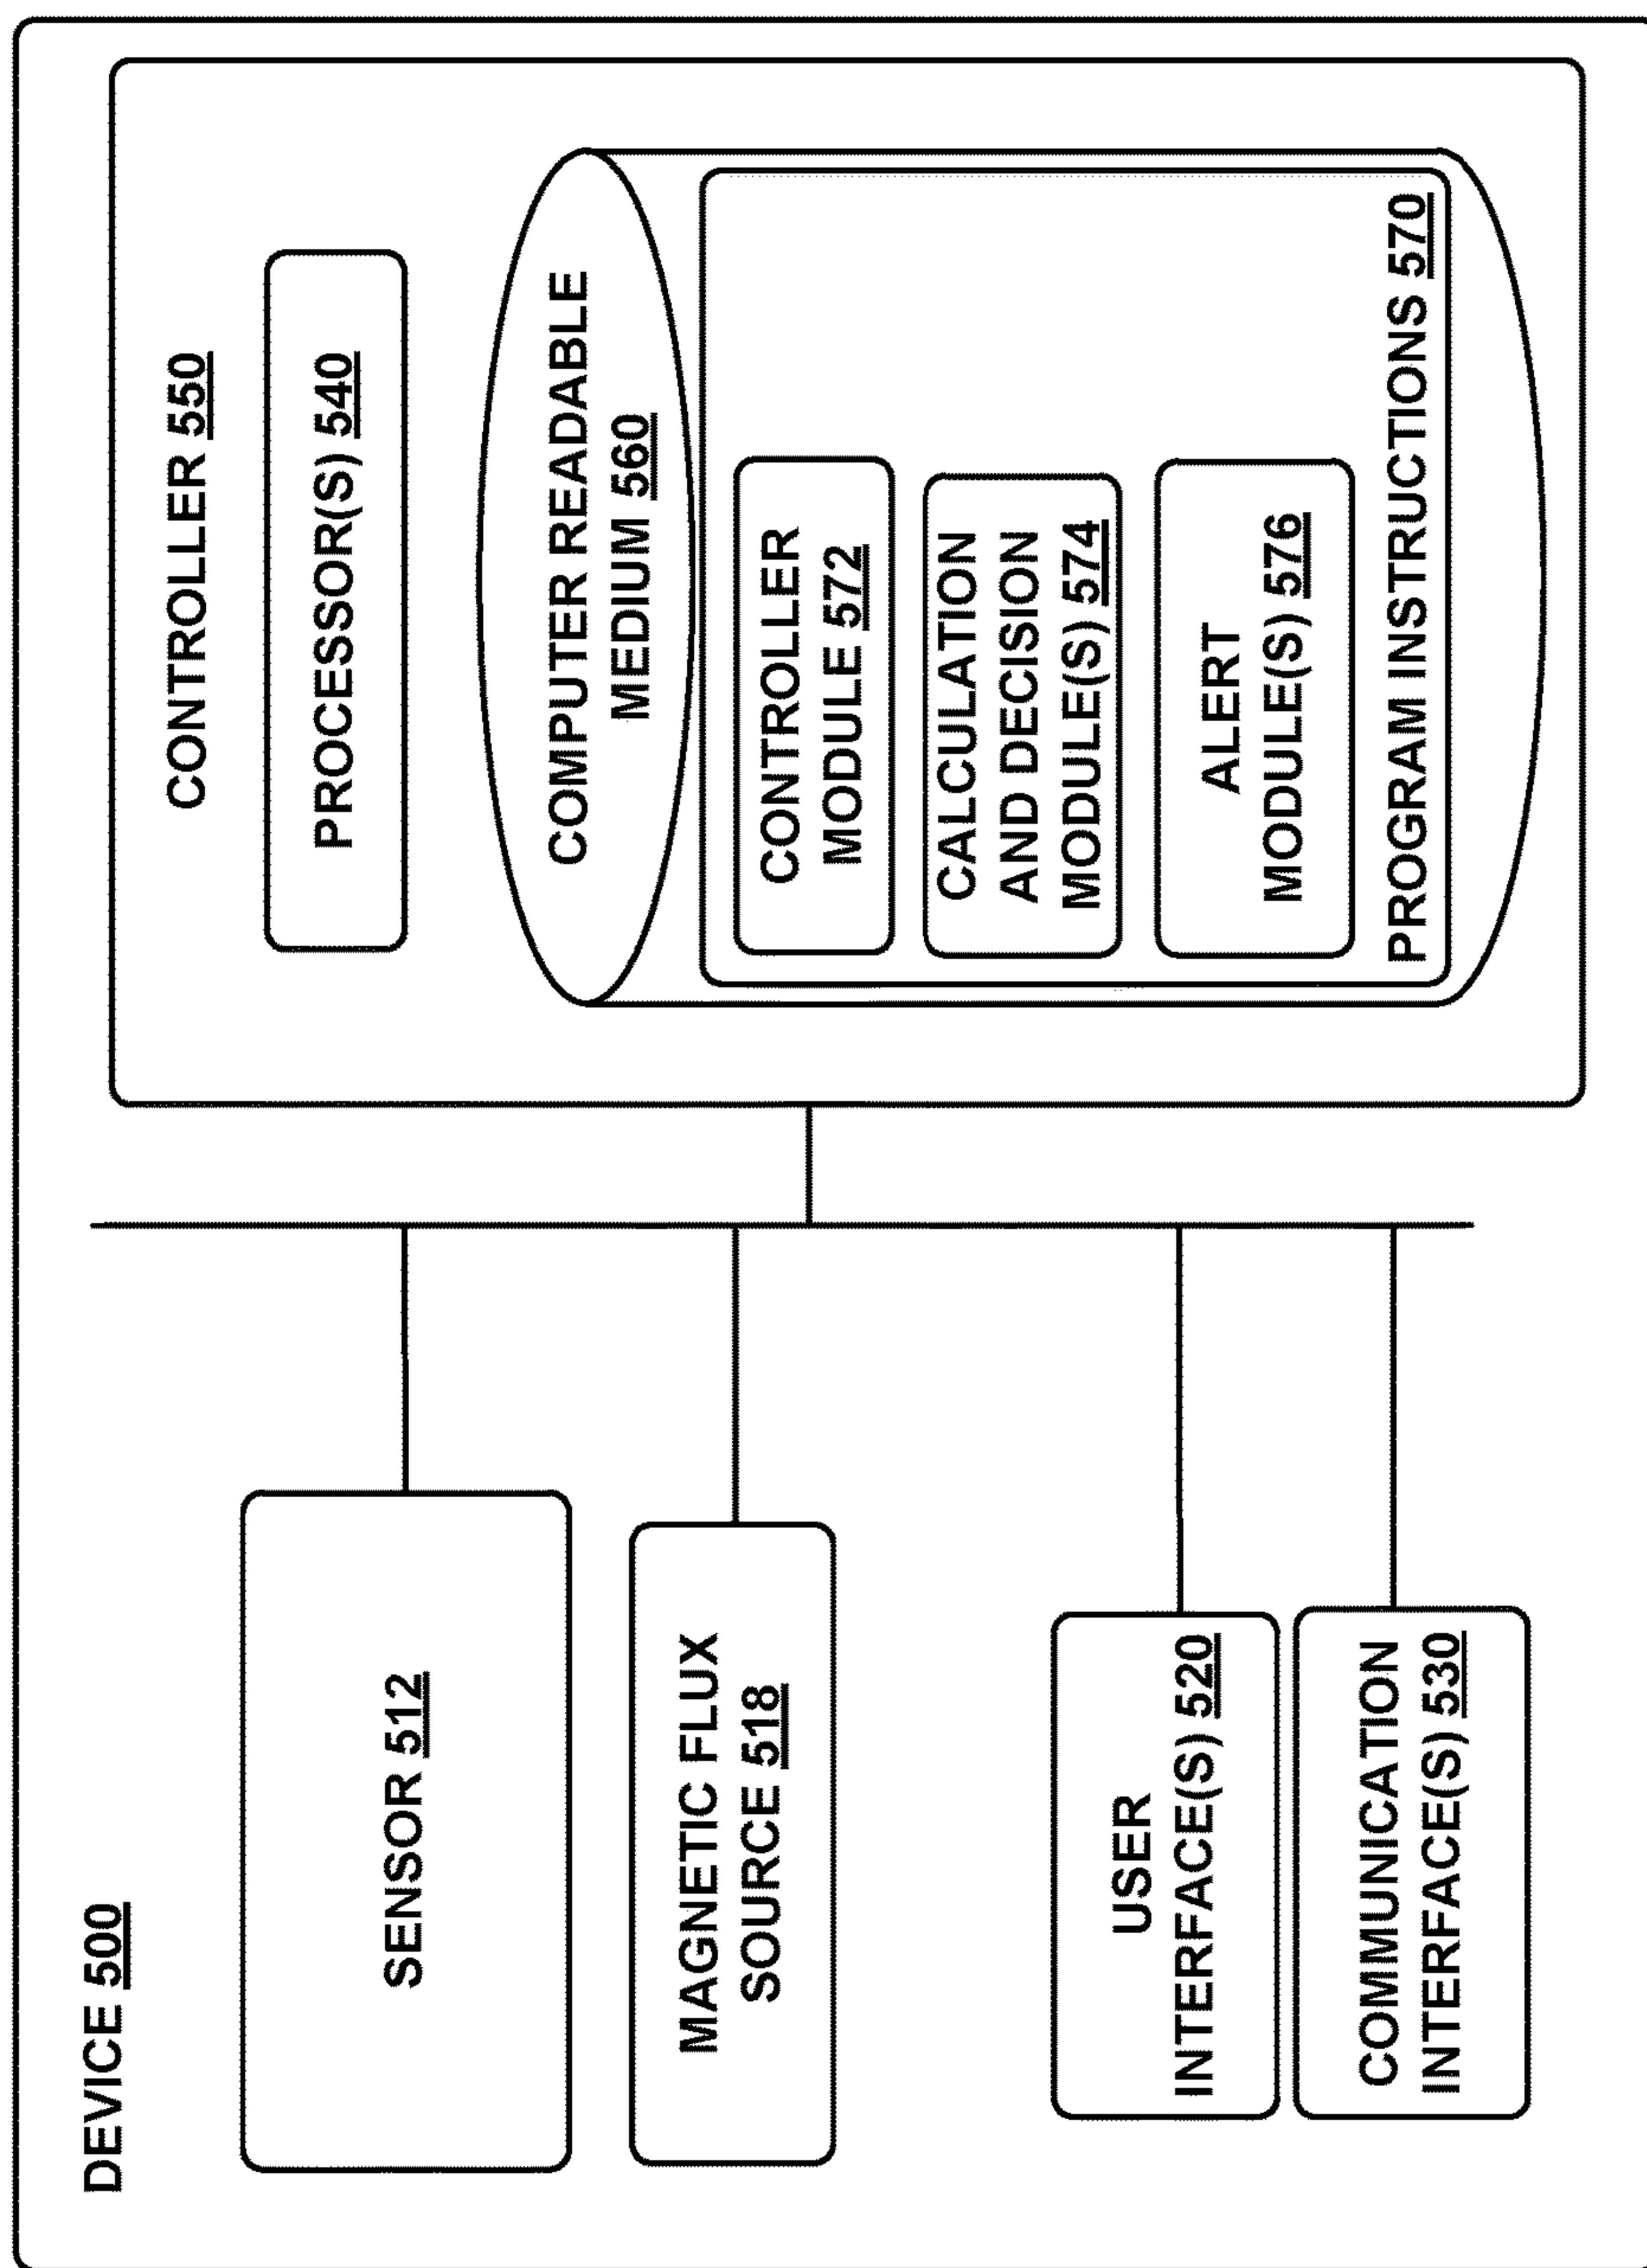 DEVICE 500
SENSOR 512
MAGNETIC FLUX
SOURCE 518
USER
INTERFACE(S) 520
COMMUNICATION
INTERFACE(S) 530
CONTROLLER 550
PROCESSOR(S) 540
COMPUTER READABLE
MEDIUM 560
CONTROLLER
MODULE 572
CALCULATION
AND DECISION
MODULE(S) 574
ALERT
MODULE(S) 576
PROGRAM INSTRUCTIONS 570